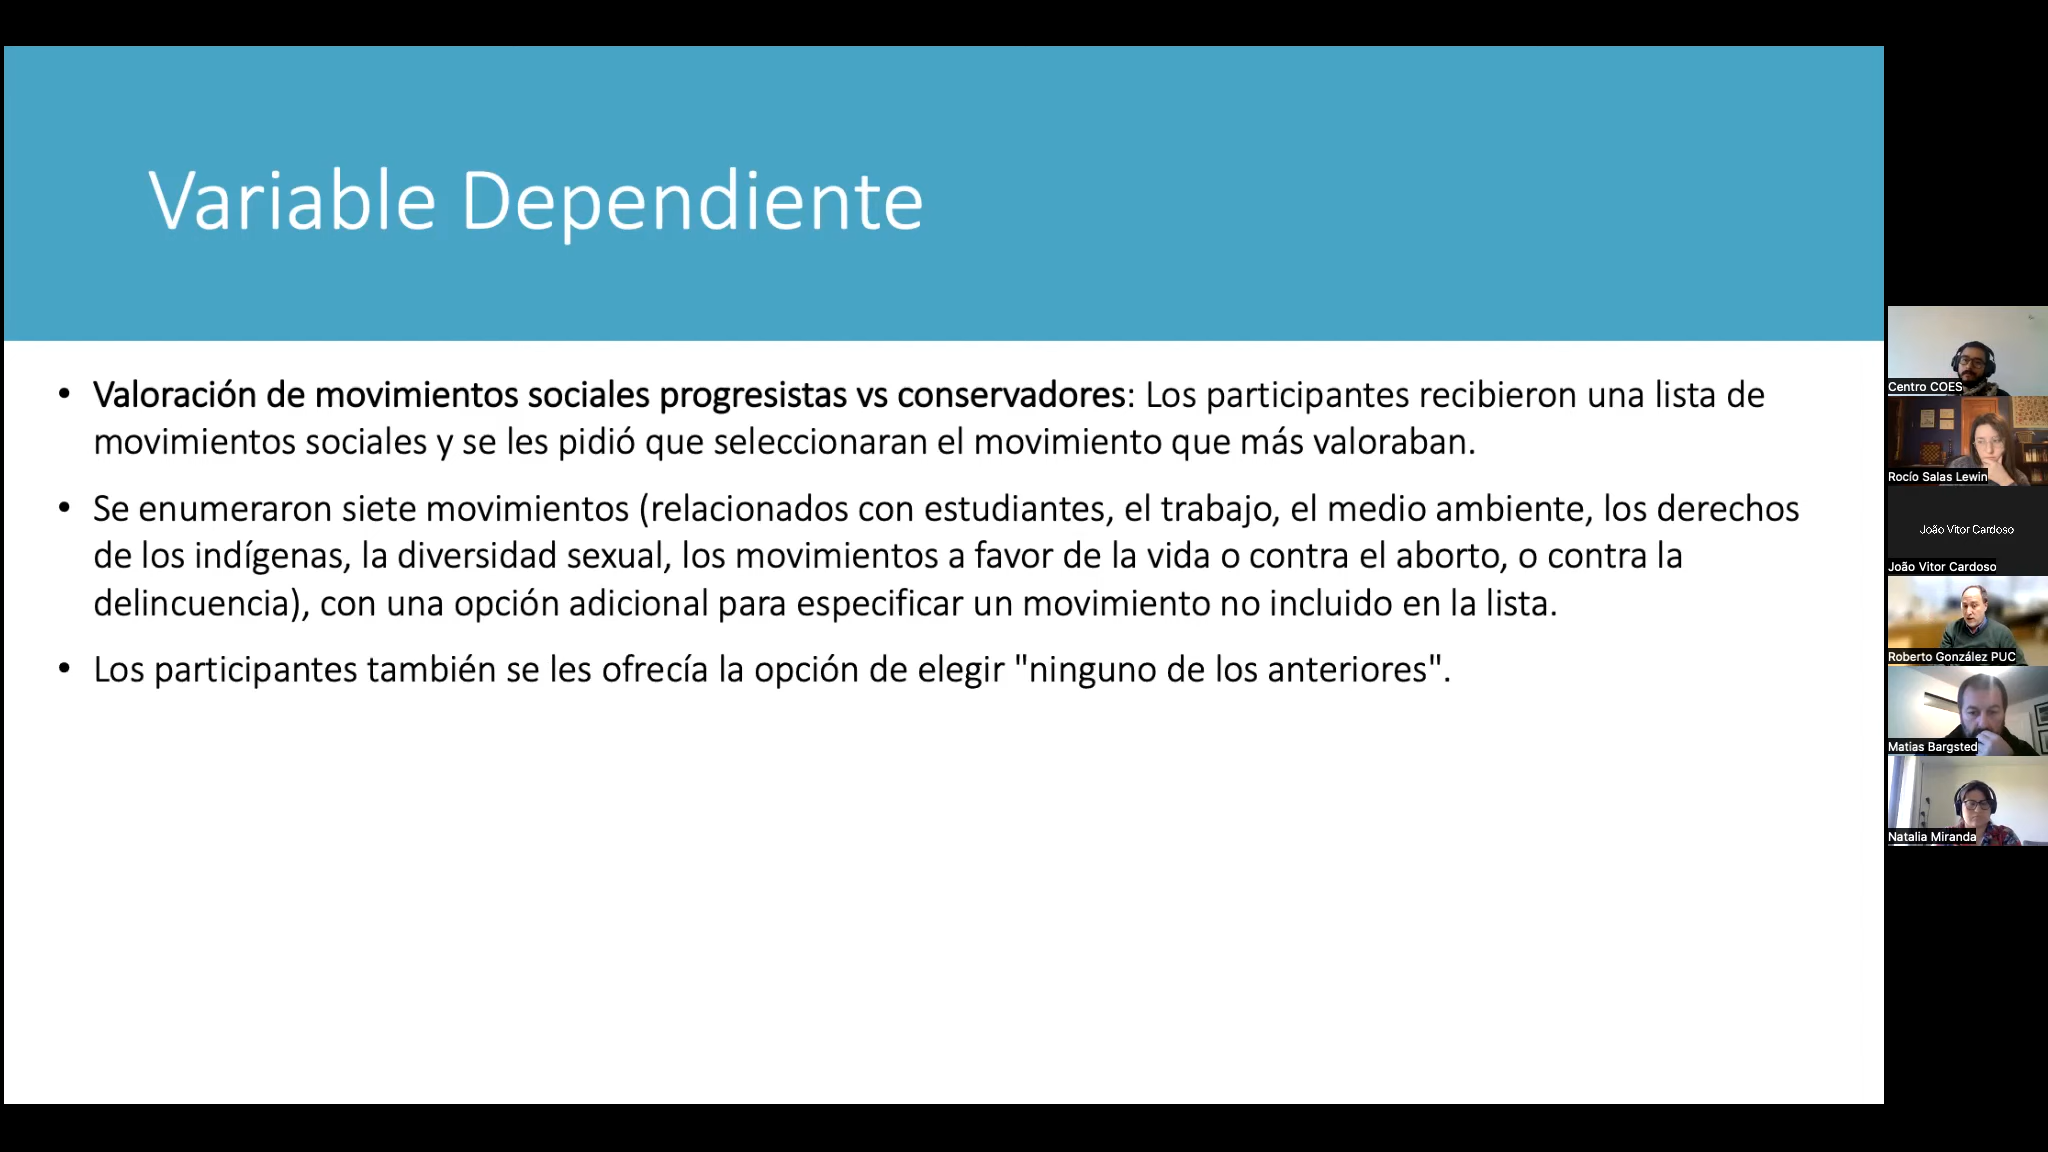 Variable Dependiente
• Valoración de movimientos sociales progresistas vs conservadores: Los participantes recibieron una lista de
movimientos sociales y se les pidió que seleccionaran el movimiento que más valoraban.
• Se enumeraron siete movimientos (relacionados con estudiantes, el trabajo, el medio ambiente, los derechos
de los indígenas, la diversidad sexual, los movimientos a favor de la vida o contra el aborto, o contra la
delincuencia), con una opción adicional para especificar un movimiento no incluido en la lista.
• Los participantes también se les ofrecía la opción de elegir "ninguno de los anteriores".
Centro COES
Rocío Salas Lewin
João Vitor Cardoso
João Vitor Cardoso
Roberto González PUC
Matias Bargsted
Natalia Miranda